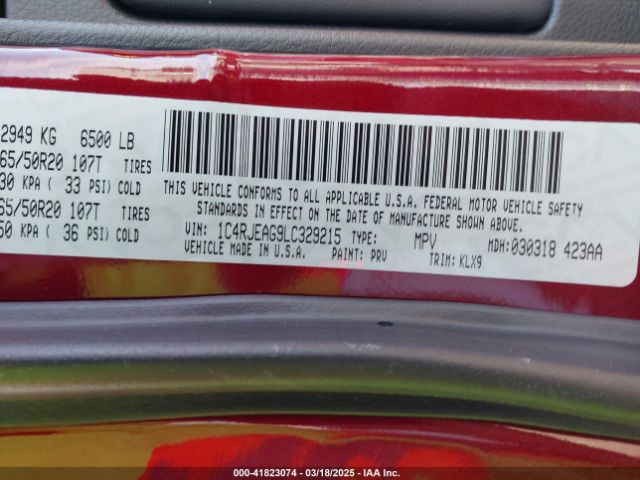 2949 KG 6500 LB
65/50R20 107T TIRES
30 KPA ( 33 PSI) COLD
65/50R20 107T TIRES
50 KPA ( 36 PSI) COLD
THIS VEHICLE CONFORMS TO ALL APPLICABLE U.S.A. FEDERAL MOTOR VEHICLE SAFETY
STANDARDS IN EFFECT ON THE DATE OF MANUFACTURE SHOWN ABOVE.
VIN: 1C4RJEAG9LC329215 TYPE: MPV MDH: 030318 423AA
VEHICLE MADE IN U.S.A. PAINT: PRV TRIM: KLX9
000-41823074 — 03/18/2025 — IAA Inc.